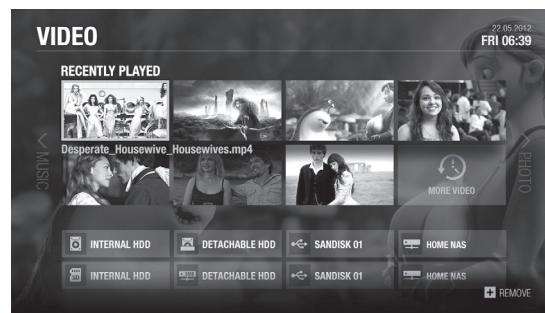 VIDEO
22.05.2012
FRI 06:39
RECENTLY PLAYED
Desperate_Housewive_Housewives.mp4
MUSIC
PHOTO
MORE VIDEO
INTERNAL HDD
DETACHABLE HDD
SANDISK 01
HOME NAS
SD
INTERNAL HDD
DETACHABLE HDD
SANDISK 01
HOME NAS
REMOVE